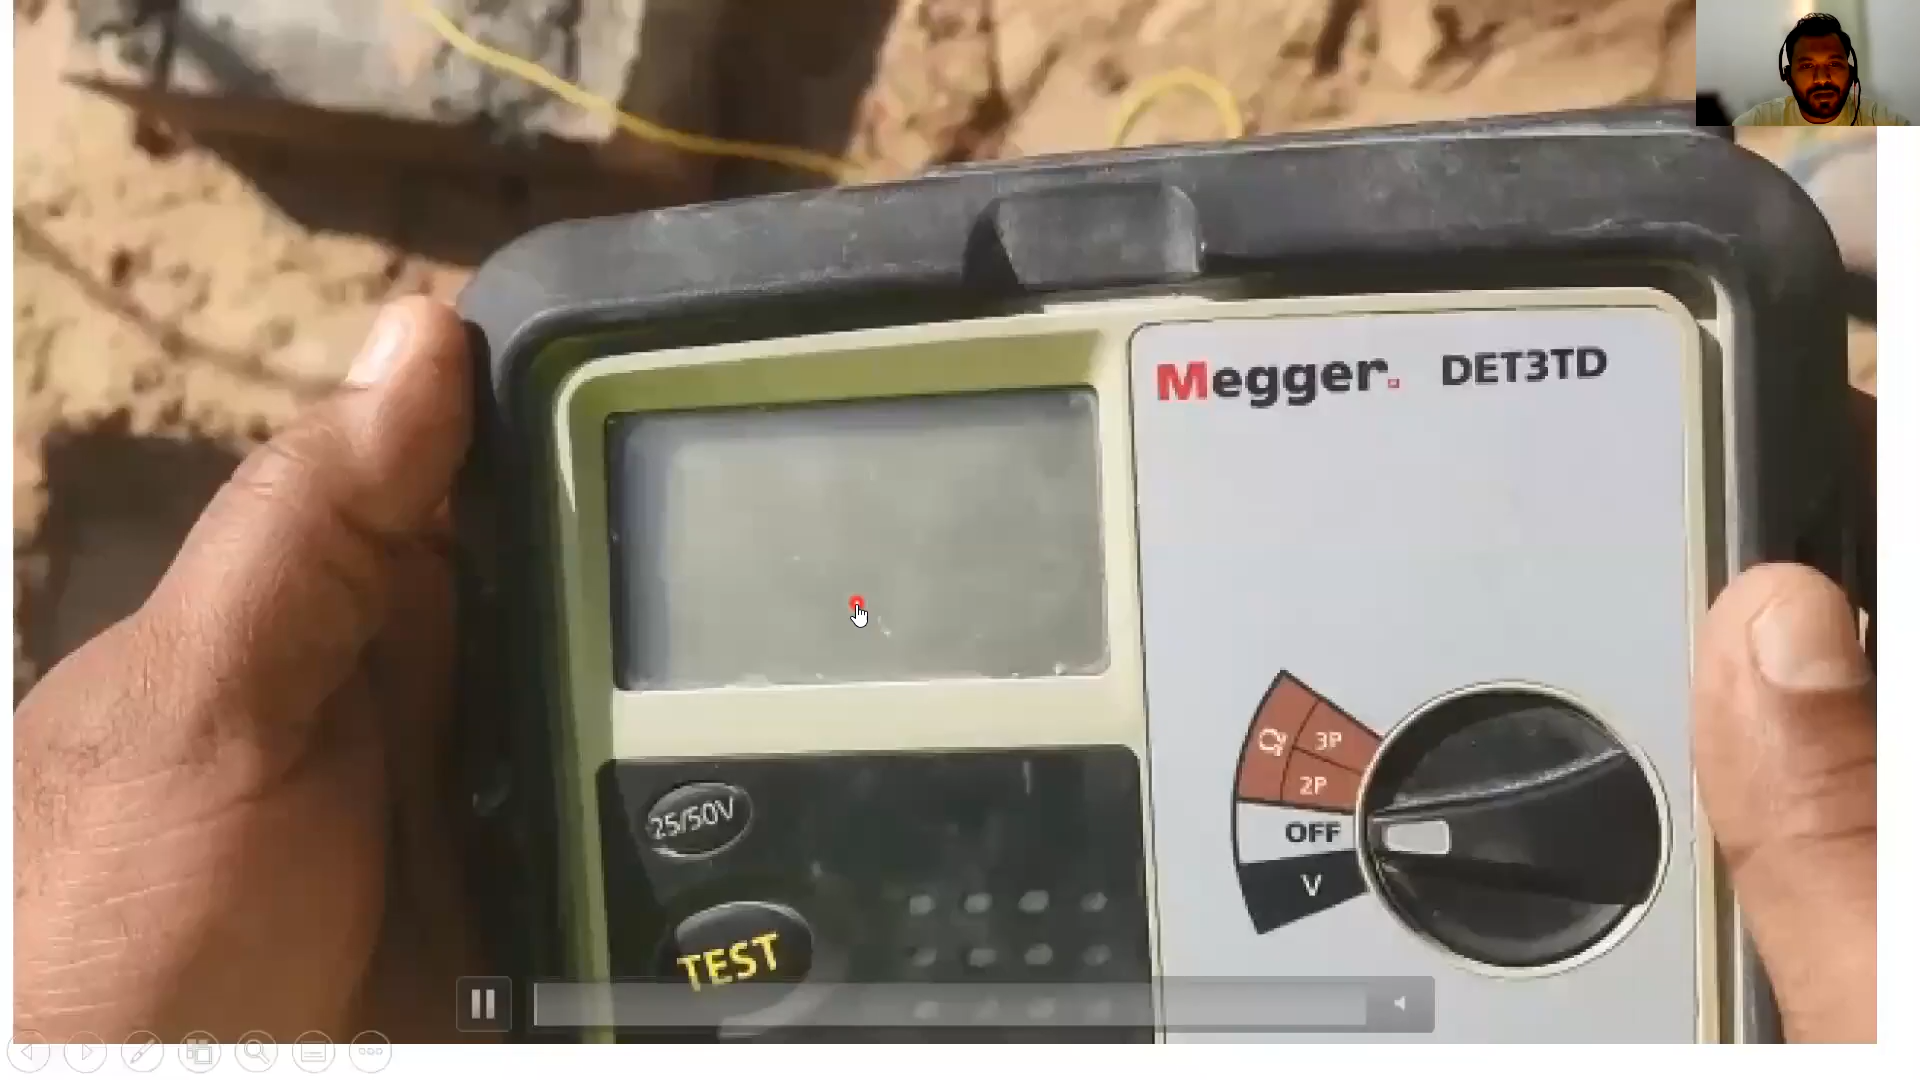 Megger. DET3TD
3P
2P
OFF
V
25/50V
TEST